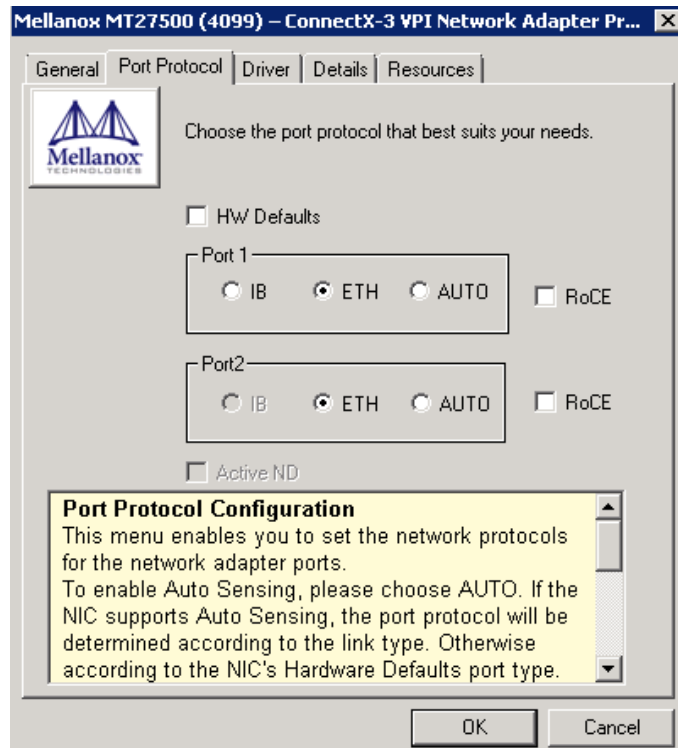 Mellanox MT27500 (4099) – ConnectX-3 VPI Network Adapter Pr...
General Port Protocol Driver Details Resources
Mellanox
TECHNOLOGIES
Choose the port protocol that best suits your needs.
HW Defaults
Port 1
IB ETH AUTO RoCE
Port2
IB ETH AUTO RoCE
Active ND
Port Protocol Configuration
This menu enables you to set the network protocols
for the network adapter ports.
To enable Auto Sensing, please choose AUTO. If the
NIC supports Auto Sensing, the port protocol will be
determined according to the link type. Otherwise
according to the NIC's Hardware Defaults port type.
OK Cancel